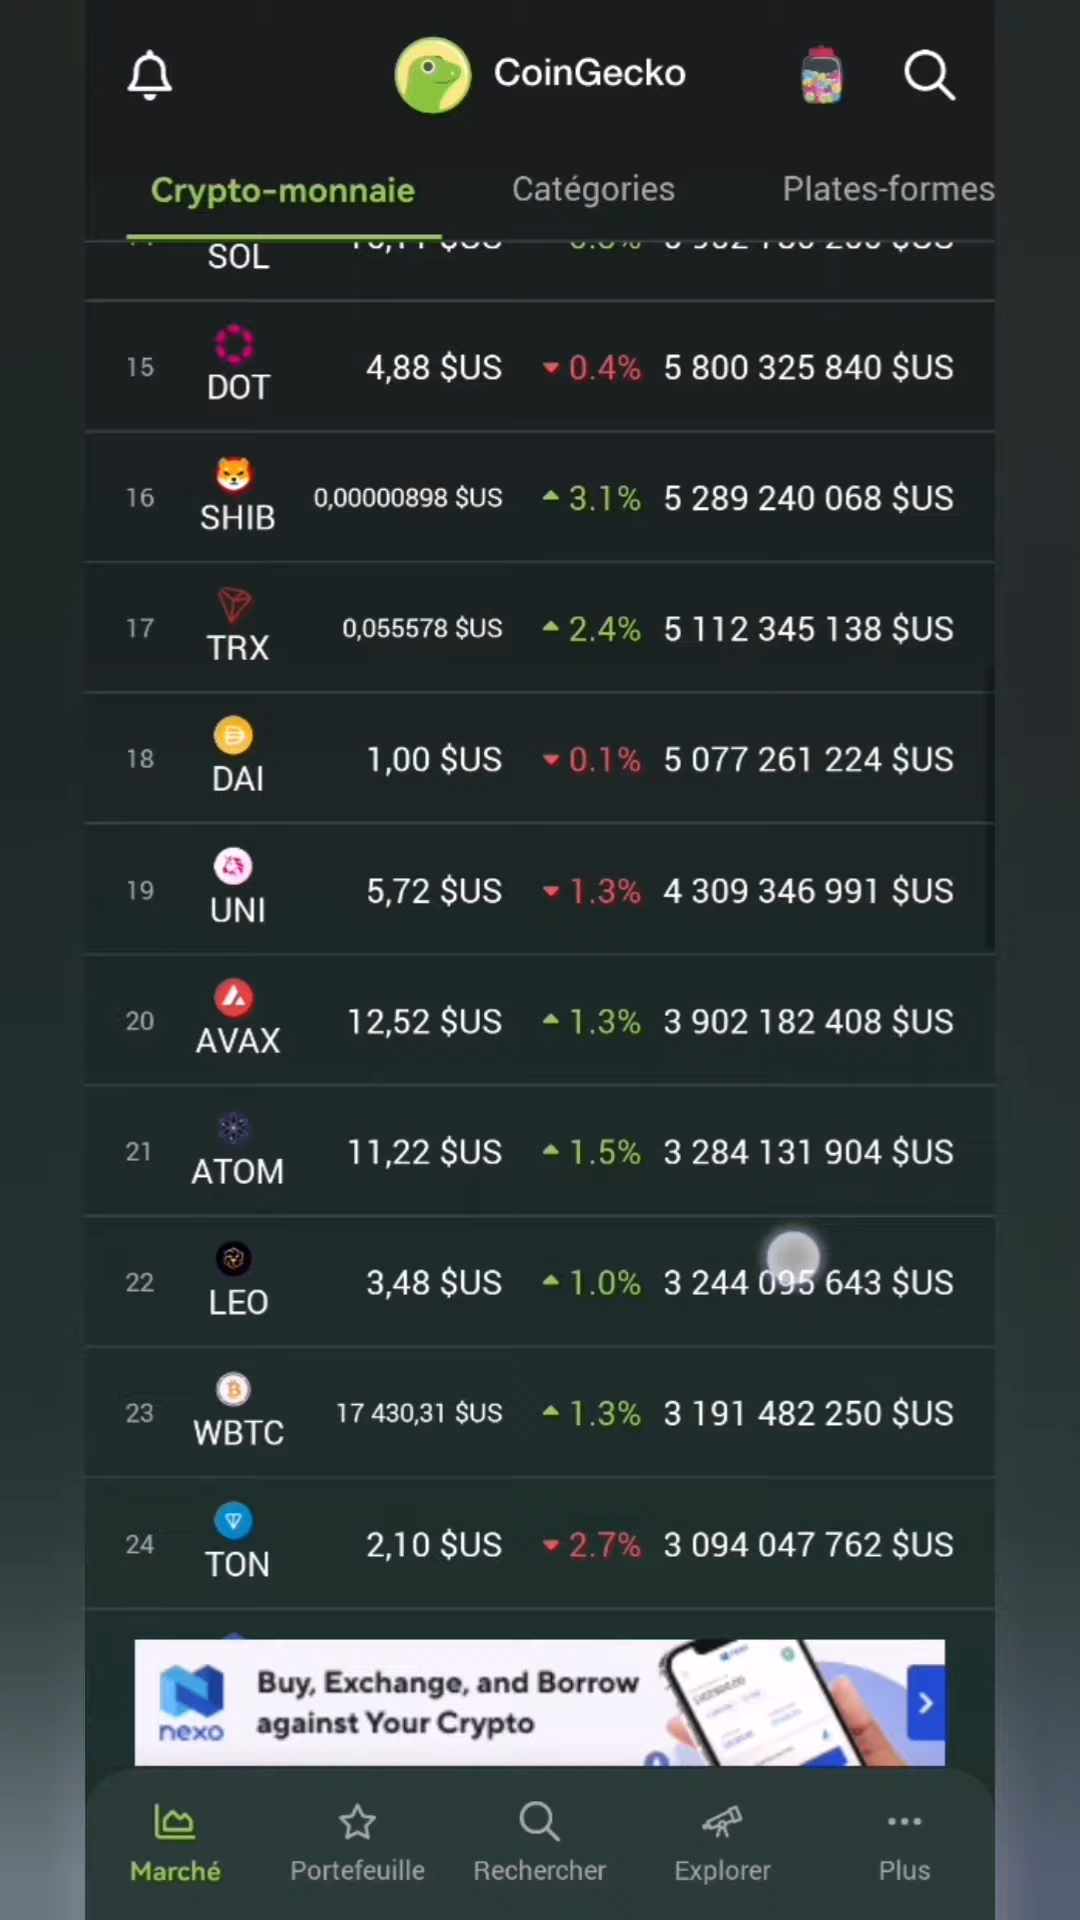 CoinGecko
Crypto-monnaie Catégories Plates-formes
SOL
15 DOT 4,88 $US 0.4% 5 800 325 840 $US
16 SHIB 0,00000898 $US 3.1% 5 289 240 068 $US
17 TRX 0,055578 $US 2.4% 5 112 345 138 $US
18 DAI 1,00 $US 0.1% 5 077 261 224 $US
19 UNI 5,72 $US 1.3% 4 309 346 991 $US
20 AVAX 12,52 $US 1.3% 3 902 182 408 $US
21 ATOM 11,22 $US 1.5% 3 284 131 904 $US
22 LEO 3,48 $US 1.0% 3 244 095 643 $US
23 WBTC 17 430,31 $US 1.3% 3 191 482 250 $US
24 TON 2,10 $US 2.7% 3 094 047 762 $US
nexo
Buy, Exchange, and Borrow
against Your Crypto
Marché Portefeuille Rechercher Explorer Plus